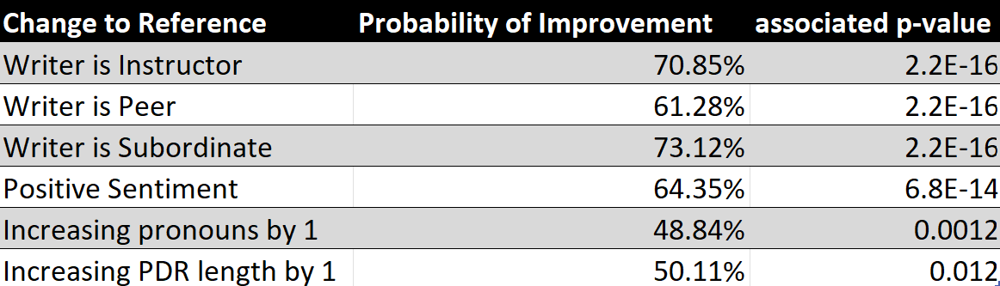 Change to Reference Probability of Improvement associated p-value
Writer is Instructor 70.85% 2.2E-16
Writer is Peer 61.28% 2.2E-16
Writer is Subordinate 73.12% 2.2E-16
Positive Sentiment 64.35% 6.8E-14
Increasing pronouns by 1 48.84% 0.0012
Increasing PDR length by 1 50.11% 0.012